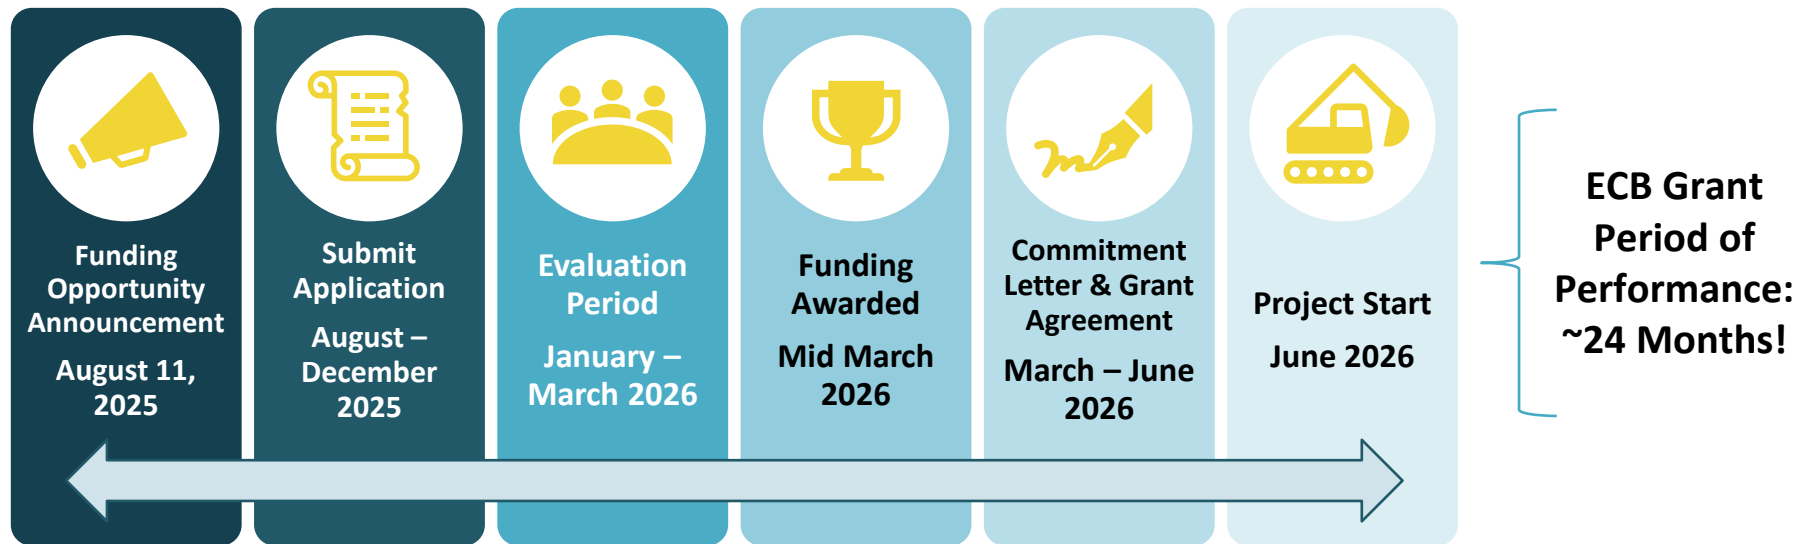 Funding
Opportunity
Announcement
August 11,
2025
Submit
Application
August –
December
2025
Evaluation
Period
January –
March 2026
Funding
Awarded
Mid March
2026
Commitment
Letter & Grant
Agreement
March – June
2026
Project Start
June 2026
ECB Grant
Period of
Performance:
~24 Months!